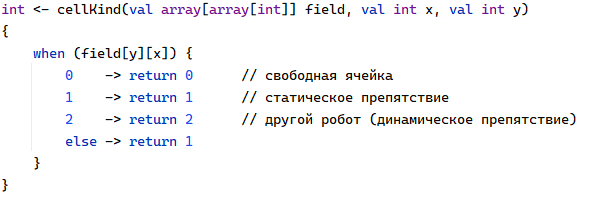 int <- cellKind(val array[array[int]] field, val int x, val int y)
{
    when (field[y][x]) {
        0    -> return 0      // свободная ячейка
        1    -> return 1      // статическое препятствие
        2    -> return 2      // другой робот (динамическое препятствие)
        else -> return 1
    }
}